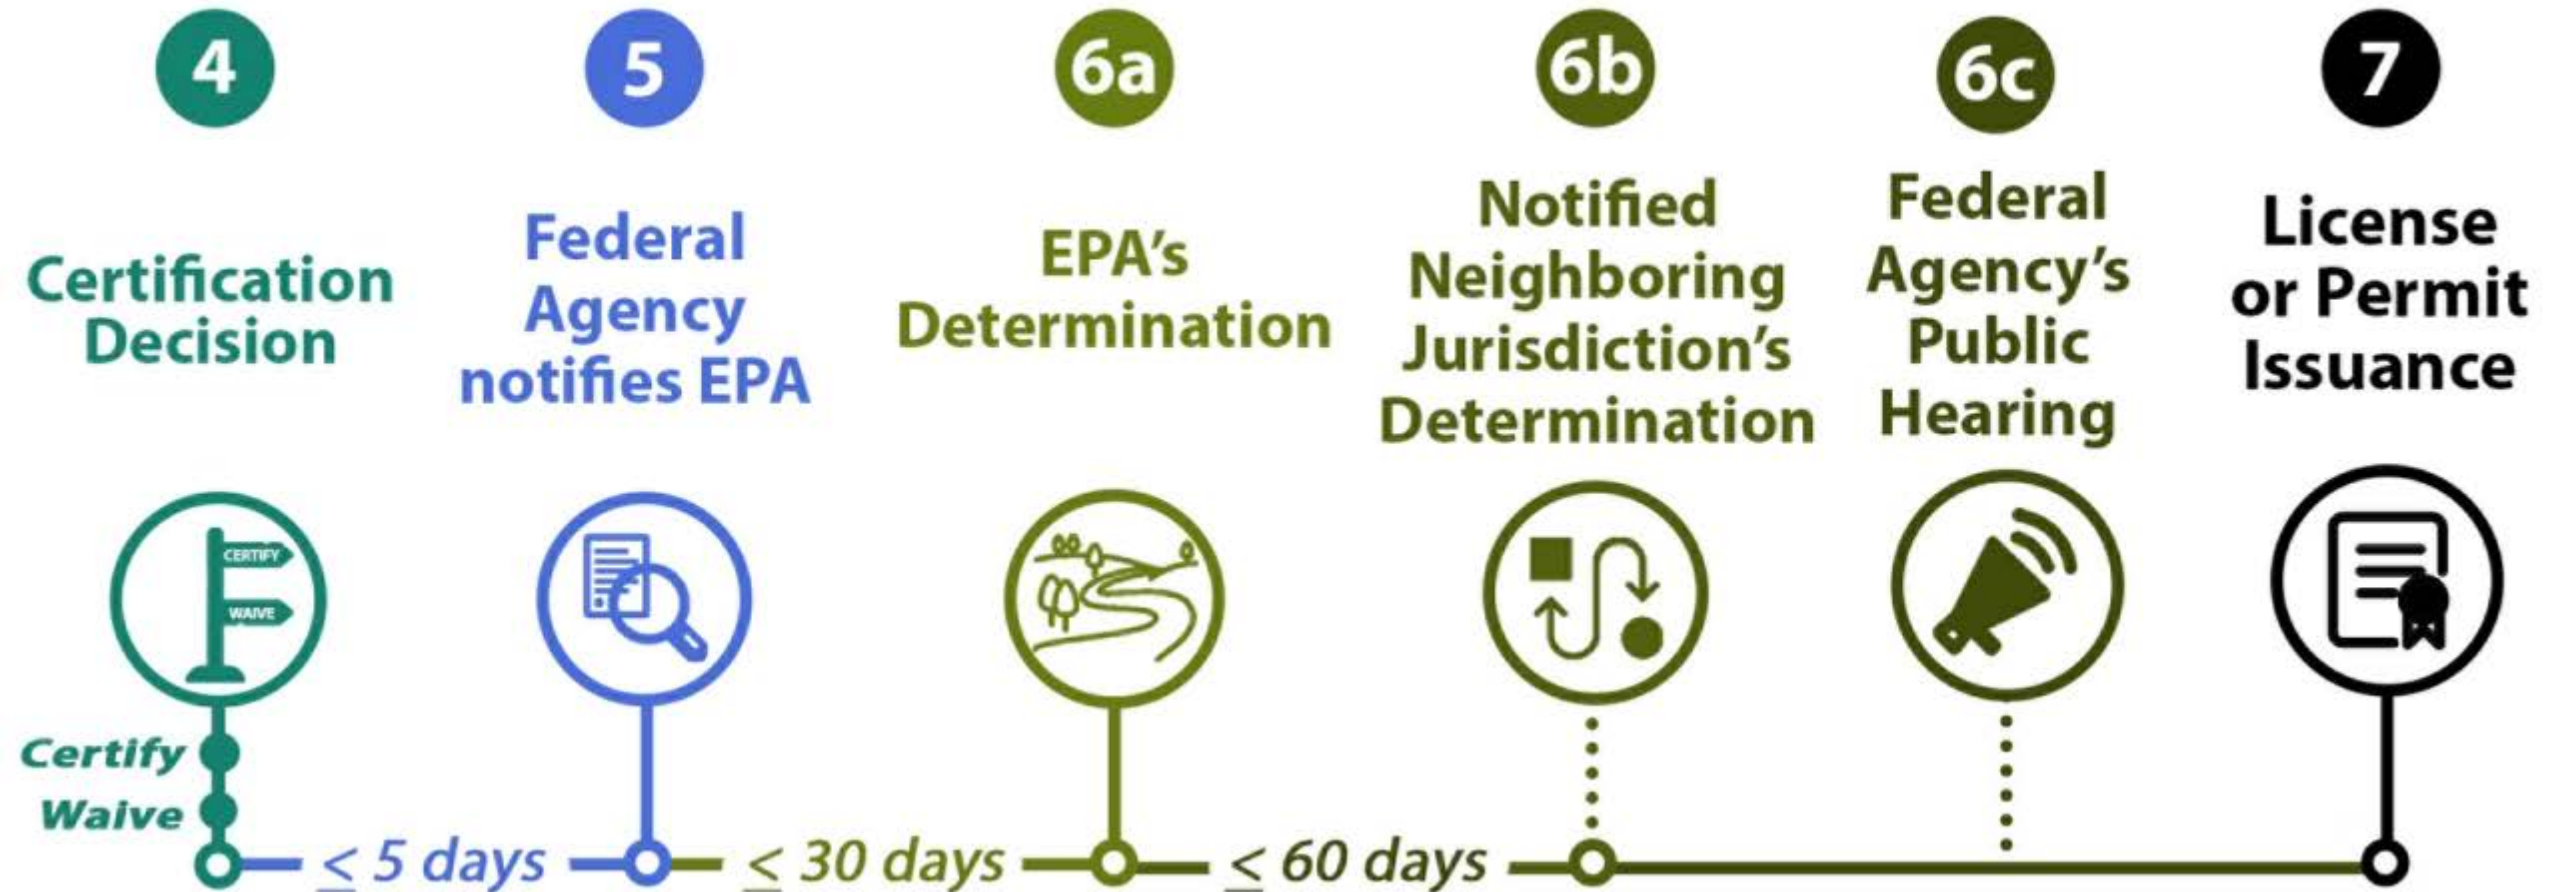 4
Certification
Decision
CERTIFY
WAIVE
Certify
Waive
≤ 5 days
5
Federal
Agency
notifies EPA
≤ 30 days
6a
EPA's
Determination
≤ 60 days
6b
Notified
Neighboring
Jurisdiction's
Determination
6c
Federal
Agency's
Public
Hearing
7
License
or Permit
Issuance